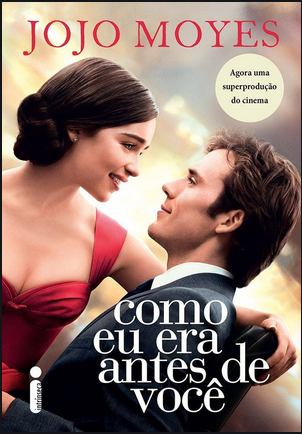 JOJO MOYES
Agora uma
superprodução
do cinema
como
eu era
antes de
você
intrínseca